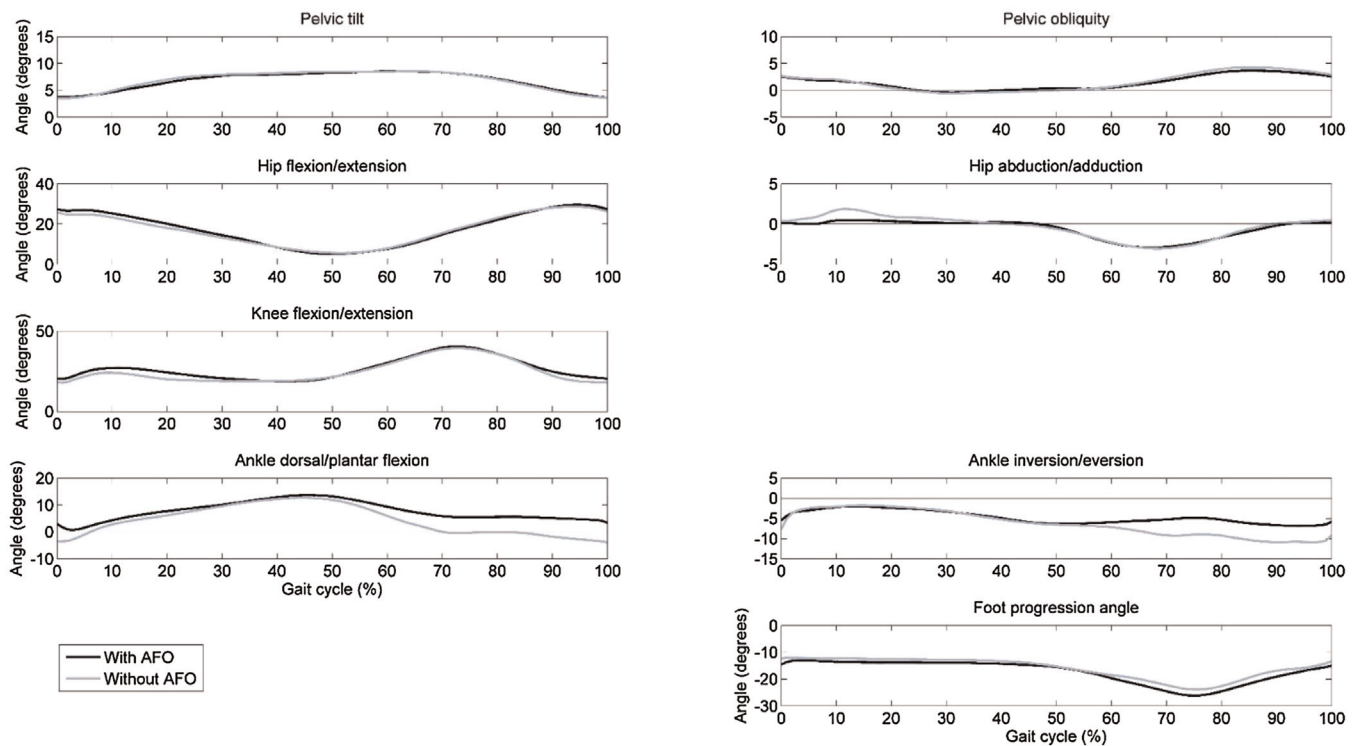 Pelvic tilt
Angle (degrees)
15
10
5
0
0 10 20 30 40 50 60 70 80 90 100
Pelvic obliquity
10
5
0
-5
0 10 20 30 40 50 60 70 80 90 100
Hip flexion/extension
Angle (degrees)
40
20
0
0 10 20 30 40 50 60 70 80 90 100
Hip abduction/adduction
5
0
-5
0 10 20 30 40 50 60 70 80 90 100
Knee flexion/extension
Angle (degrees)
50
0
0 10 20 30 40 50 60 70 80 90 100
Ankle dorsal/plantar flexion
Angle (degrees)
20
10
0
-10
0 10 20 30 40 50 60 70 80 90 100
Gait cycle (%)
Ankle inversion/eversion
5
0
-5
-10
-15
0 10 20 30 40 50 60 70 80 90 100
Foot progression angle
Angle (degrees)
0
-10
-20
-30
0 10 20 30 40 50 60 70 80 90 100
Gait cycle (%)
With AFO
Without AFO